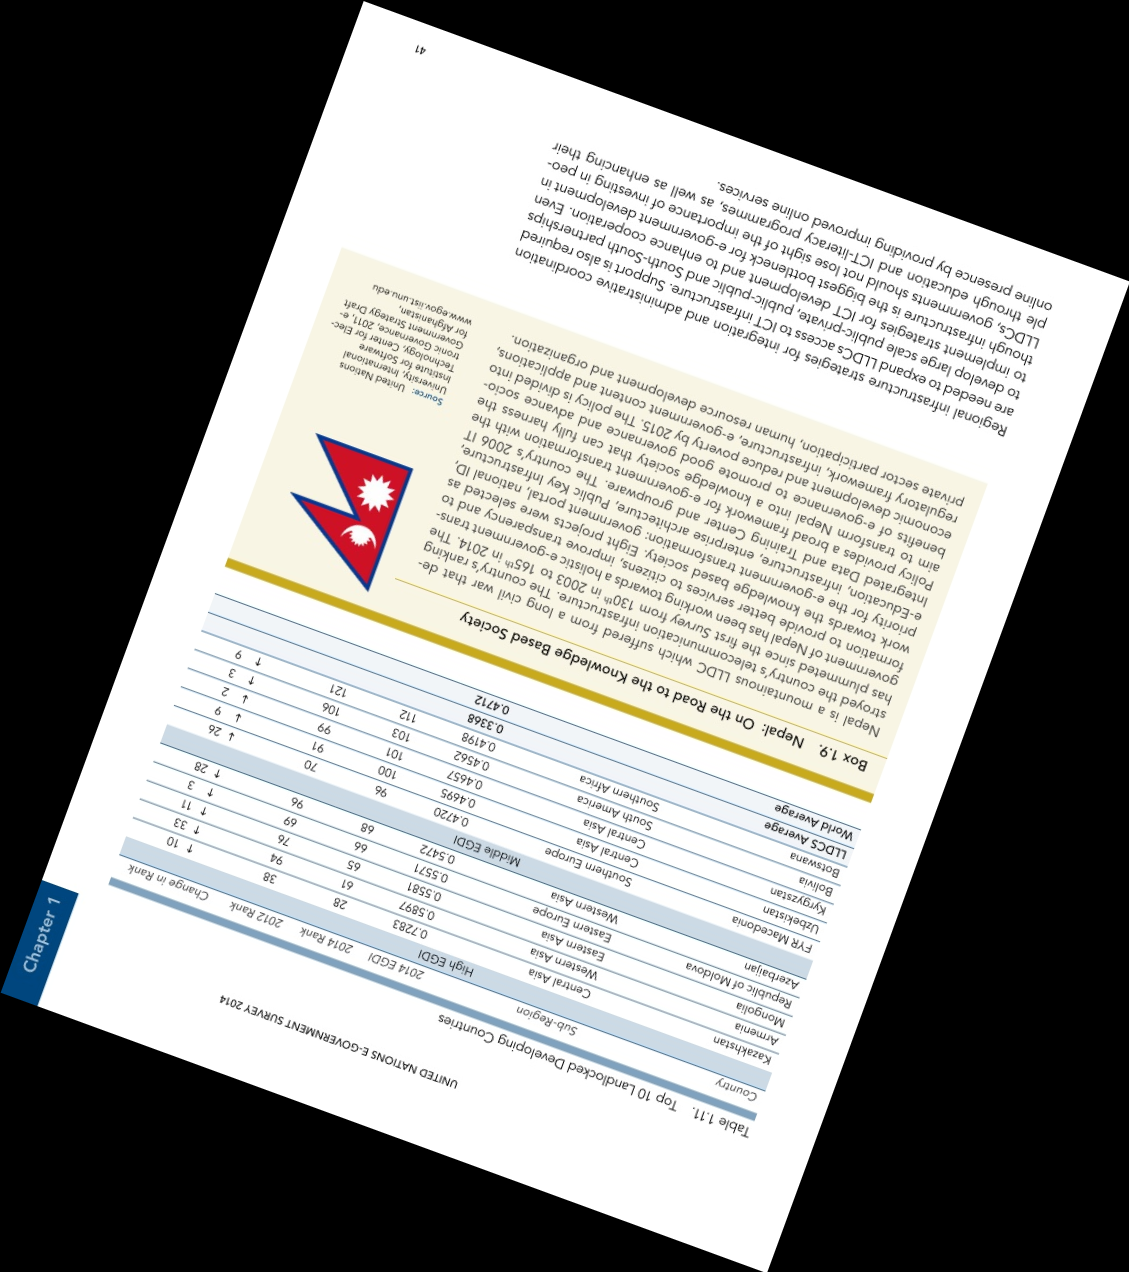 UNITED NATIONS E-GOVERNMENT SURVEY 2014
Chapter 1
Table 1.11. Top 10 Landlocked Developing Countries
Country Sub-Region 2014 EGDI 2014 Rank 2012 Rank Change in Rank
High EGDI
Kazakhstan Central Asia 0.7283 28 38 ↑ 10
Armenia Western Asia 0.5897 61 94 ↑ 33
Mongolia Eastern Asia 0.5581 65 76 ↑ 11
Republic of Moldova Eastern Europe 0.5571 66 69 ↑ 3
Azerbaijan Western Asia 0.5472 68 96 ↑ 28
Middle EGDI
FYR Macedonia Southern Europe 0.4720 96 70 ↓ 26
Uzbekistan Central Asia 0.4695 100 91 ↓ 9
Kyrgyzstan Central Asia 0.4657 101 99 ↓ 2
Bolivia South America 0.4562 103 106 ↑ 3
Botswana Southern Africa 0.4198 112 121 ↑ 9
LLDCS Average 0.3368
World Average 0.4712
Box 1.9. Nepal: On the Road to the Knowledge Based Society
Nepal is a mountainous LLDC which suffered from a long civil war that de-
stroyed the country's telecommunication infrastructure. The country's ranking
has plummeted since the first Survey from 130th in 2003 to 165th in 2014. The
government of Nepal has been working towards a holistic e-government trans-
formation to provide better services to citizens, improve transparency and to
work towards the knowledge based society. Eight projects were selected as
priority for the e-government transformation: government portal, national ID,
e-Education, infrastructure, enterprise architecture, Public Key Infrastructure,
Integrated Data and Training Center and groupware. The country's 2006 IT
Policy provides a broad framework for e-government transformation with the
aim to transform Nepal into a knowledge society that can fully harness the
benefits of e-governance to promote good governance and advance socio-
economic development and reduce poverty by 2015. The policy is divided into
regulatory framework, infrastructure, e-government content and applications,
private sector participation, human resource development and organization.
Source: United Nations
University, International
Institute for Software
Technology, Center for Elec-
tronic Governance, 2011, e-
Government Strategy
for Afghanistan, Draft
www.egov.iist.unu.edu
Regional infrastructure strategies for integration and administrative coordination
are needed to expand LLDCS access to ICT infrastructure. Support is also required
to develop large scale public-private, public-public and South-South partnerships
to implement strategies for ICT development and to enhance cooperation. Even
though infrastructure is the biggest bottleneck for e-government development in
LLDCS, governments should not lose sight of the importance of investing in peo-
ple through education and ICT-literacy programmes, as well as enhancing their
online presence by providing improved online services.
41